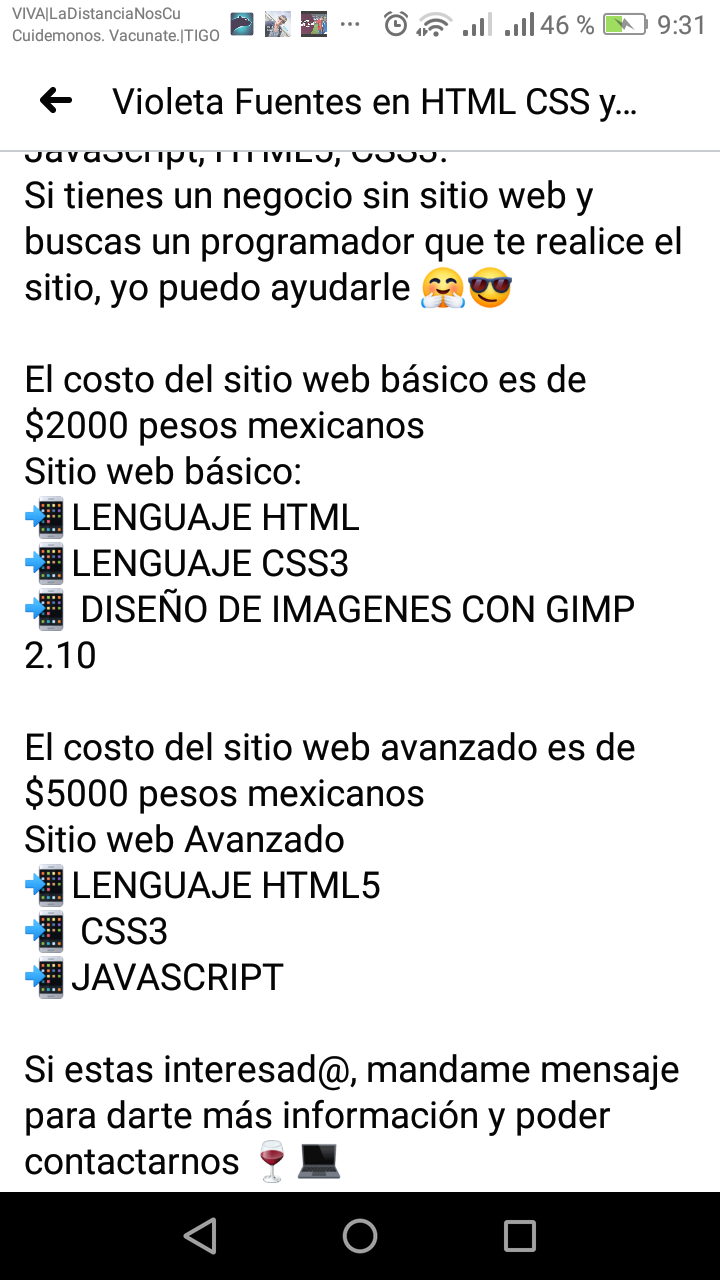 VIVA|LaDistanciaNosCu
Cuidemonos. Vacunate.|TIGO
46 %
9:31
Violeta Fuentes en HTML CSS y...
JavaScript, HTML5, CSS3.
Si tienes un negocio sin sitio web y
buscas un programador que te realice el
sitio, yo puedo ayudarle 🤗😎
El costo del sitio web básico es de
$2000 pesos mexicanos
Sitio web básico:
📲LENGUAJE HTML
📲LENGUAJE CSS3
📲 DISEÑO DE IMAGENES CON GIMP
2.10
El costo del sitio web avanzado es de
$5000 pesos mexicanos
Sitio web Avanzado
📲LENGUAJE HTML5
📲 CSS3
📲JAVASCRIPT
Si estas interesad@, mandame mensaje
para darte más información y poder
contactarnos 🍷💻